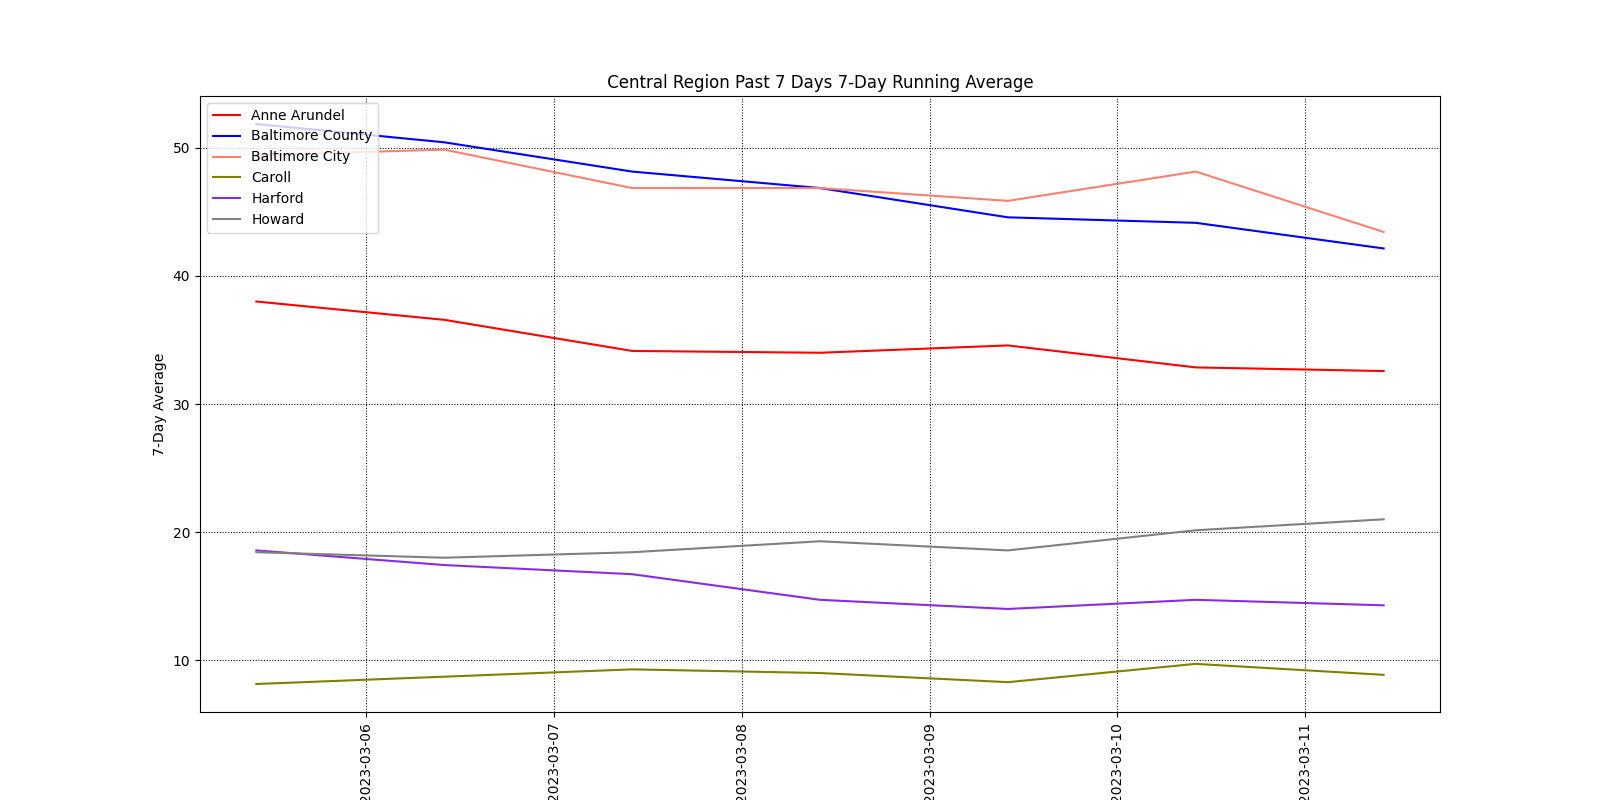 Central Region Past 7 Days 7-Day Running Average
Anne Arundel
Baltimore County
Baltimore City
Caroll
Harford
Howard
7-Day Average
50
40
30
20
10
2023-03-06
2023-03-07
2023-03-08
2023-03-09
2023-03-10
2023-03-11